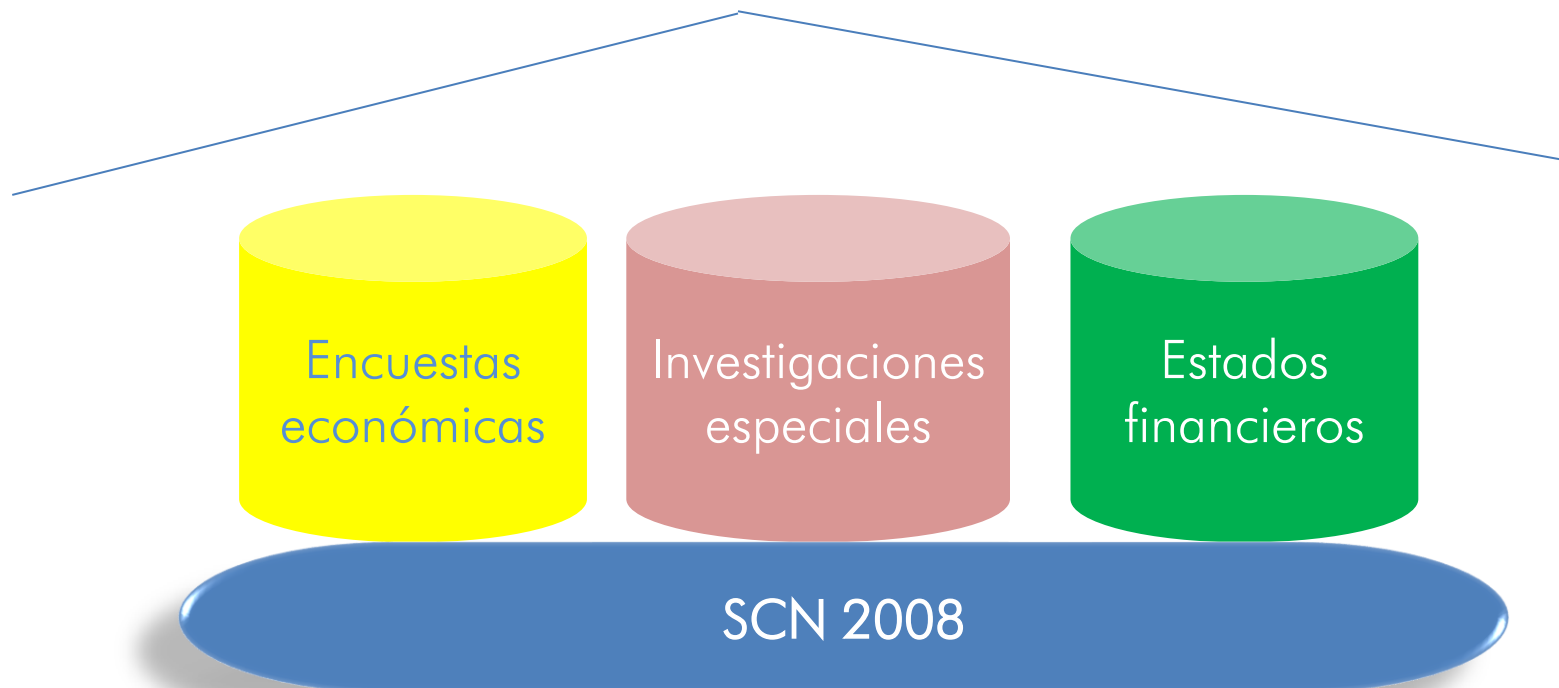 Encuestas
económicas
Investigaciones
especiales
Estados
financieros
SCN 2008